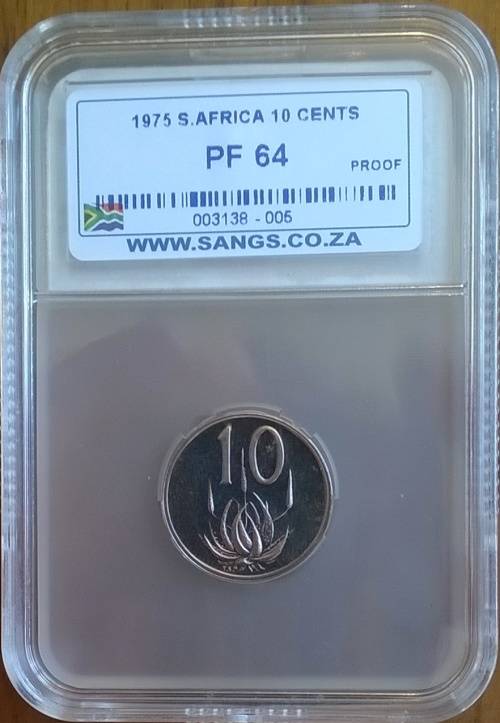 1975 S.AFRICA 10 CENTS
PF 64
PROOF
003138 - 005
WWW.SANGS.CO.ZA
10